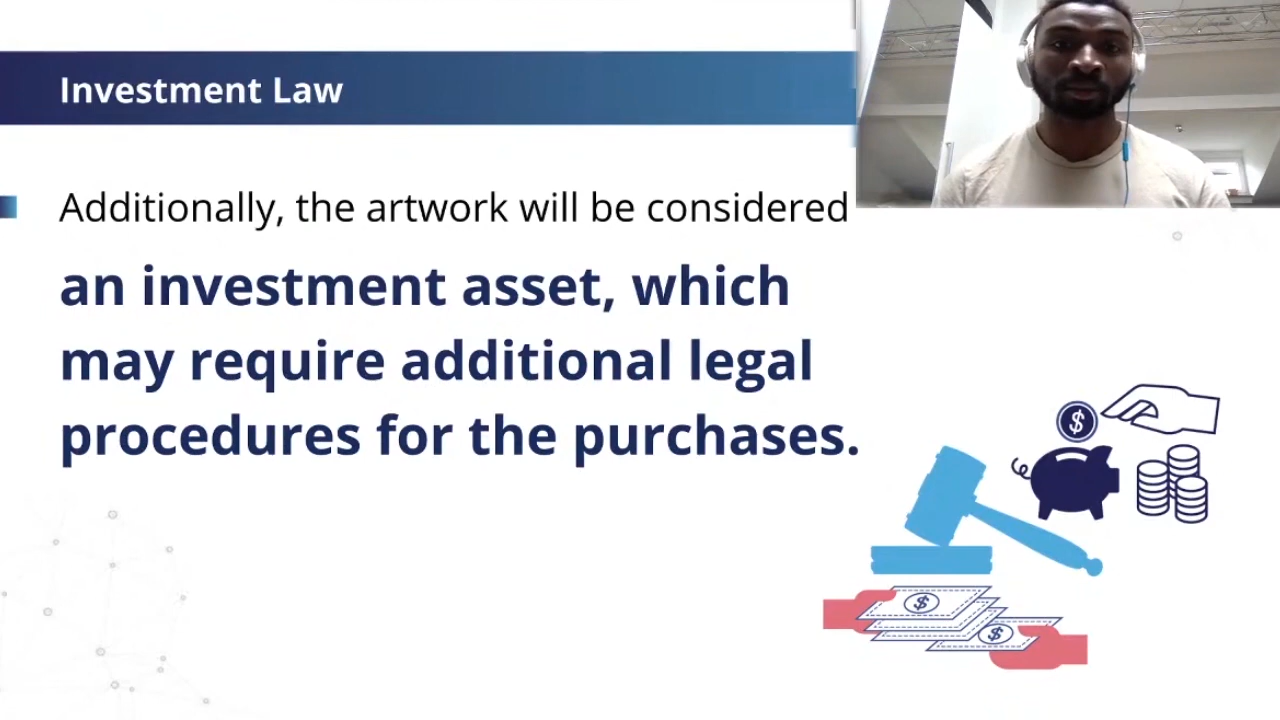 Investment Law
Additionally, the artwork will be considered
an investment asset, which
may require additional legal
procedures for the purchases.
$
$
$